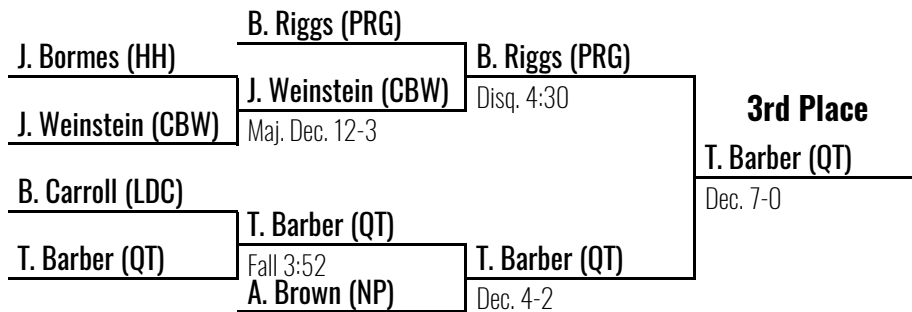 B. Riggs (PRG)
J. Bormes (HH)
B. Riggs (PRG)
J. Weinstein (CBW)
Disq. 4:30
3rd Place
J. Weinstein (CBW)
Maj. Dec. 12-3
T. Barber (QT)
B. Carroll (LDC)
Dec. 7-0
T. Barber (QT)
T. Barber (QT)
Fall 3:52
T. Barber (QT)
A. Brown (NP)
Dec. 4-2